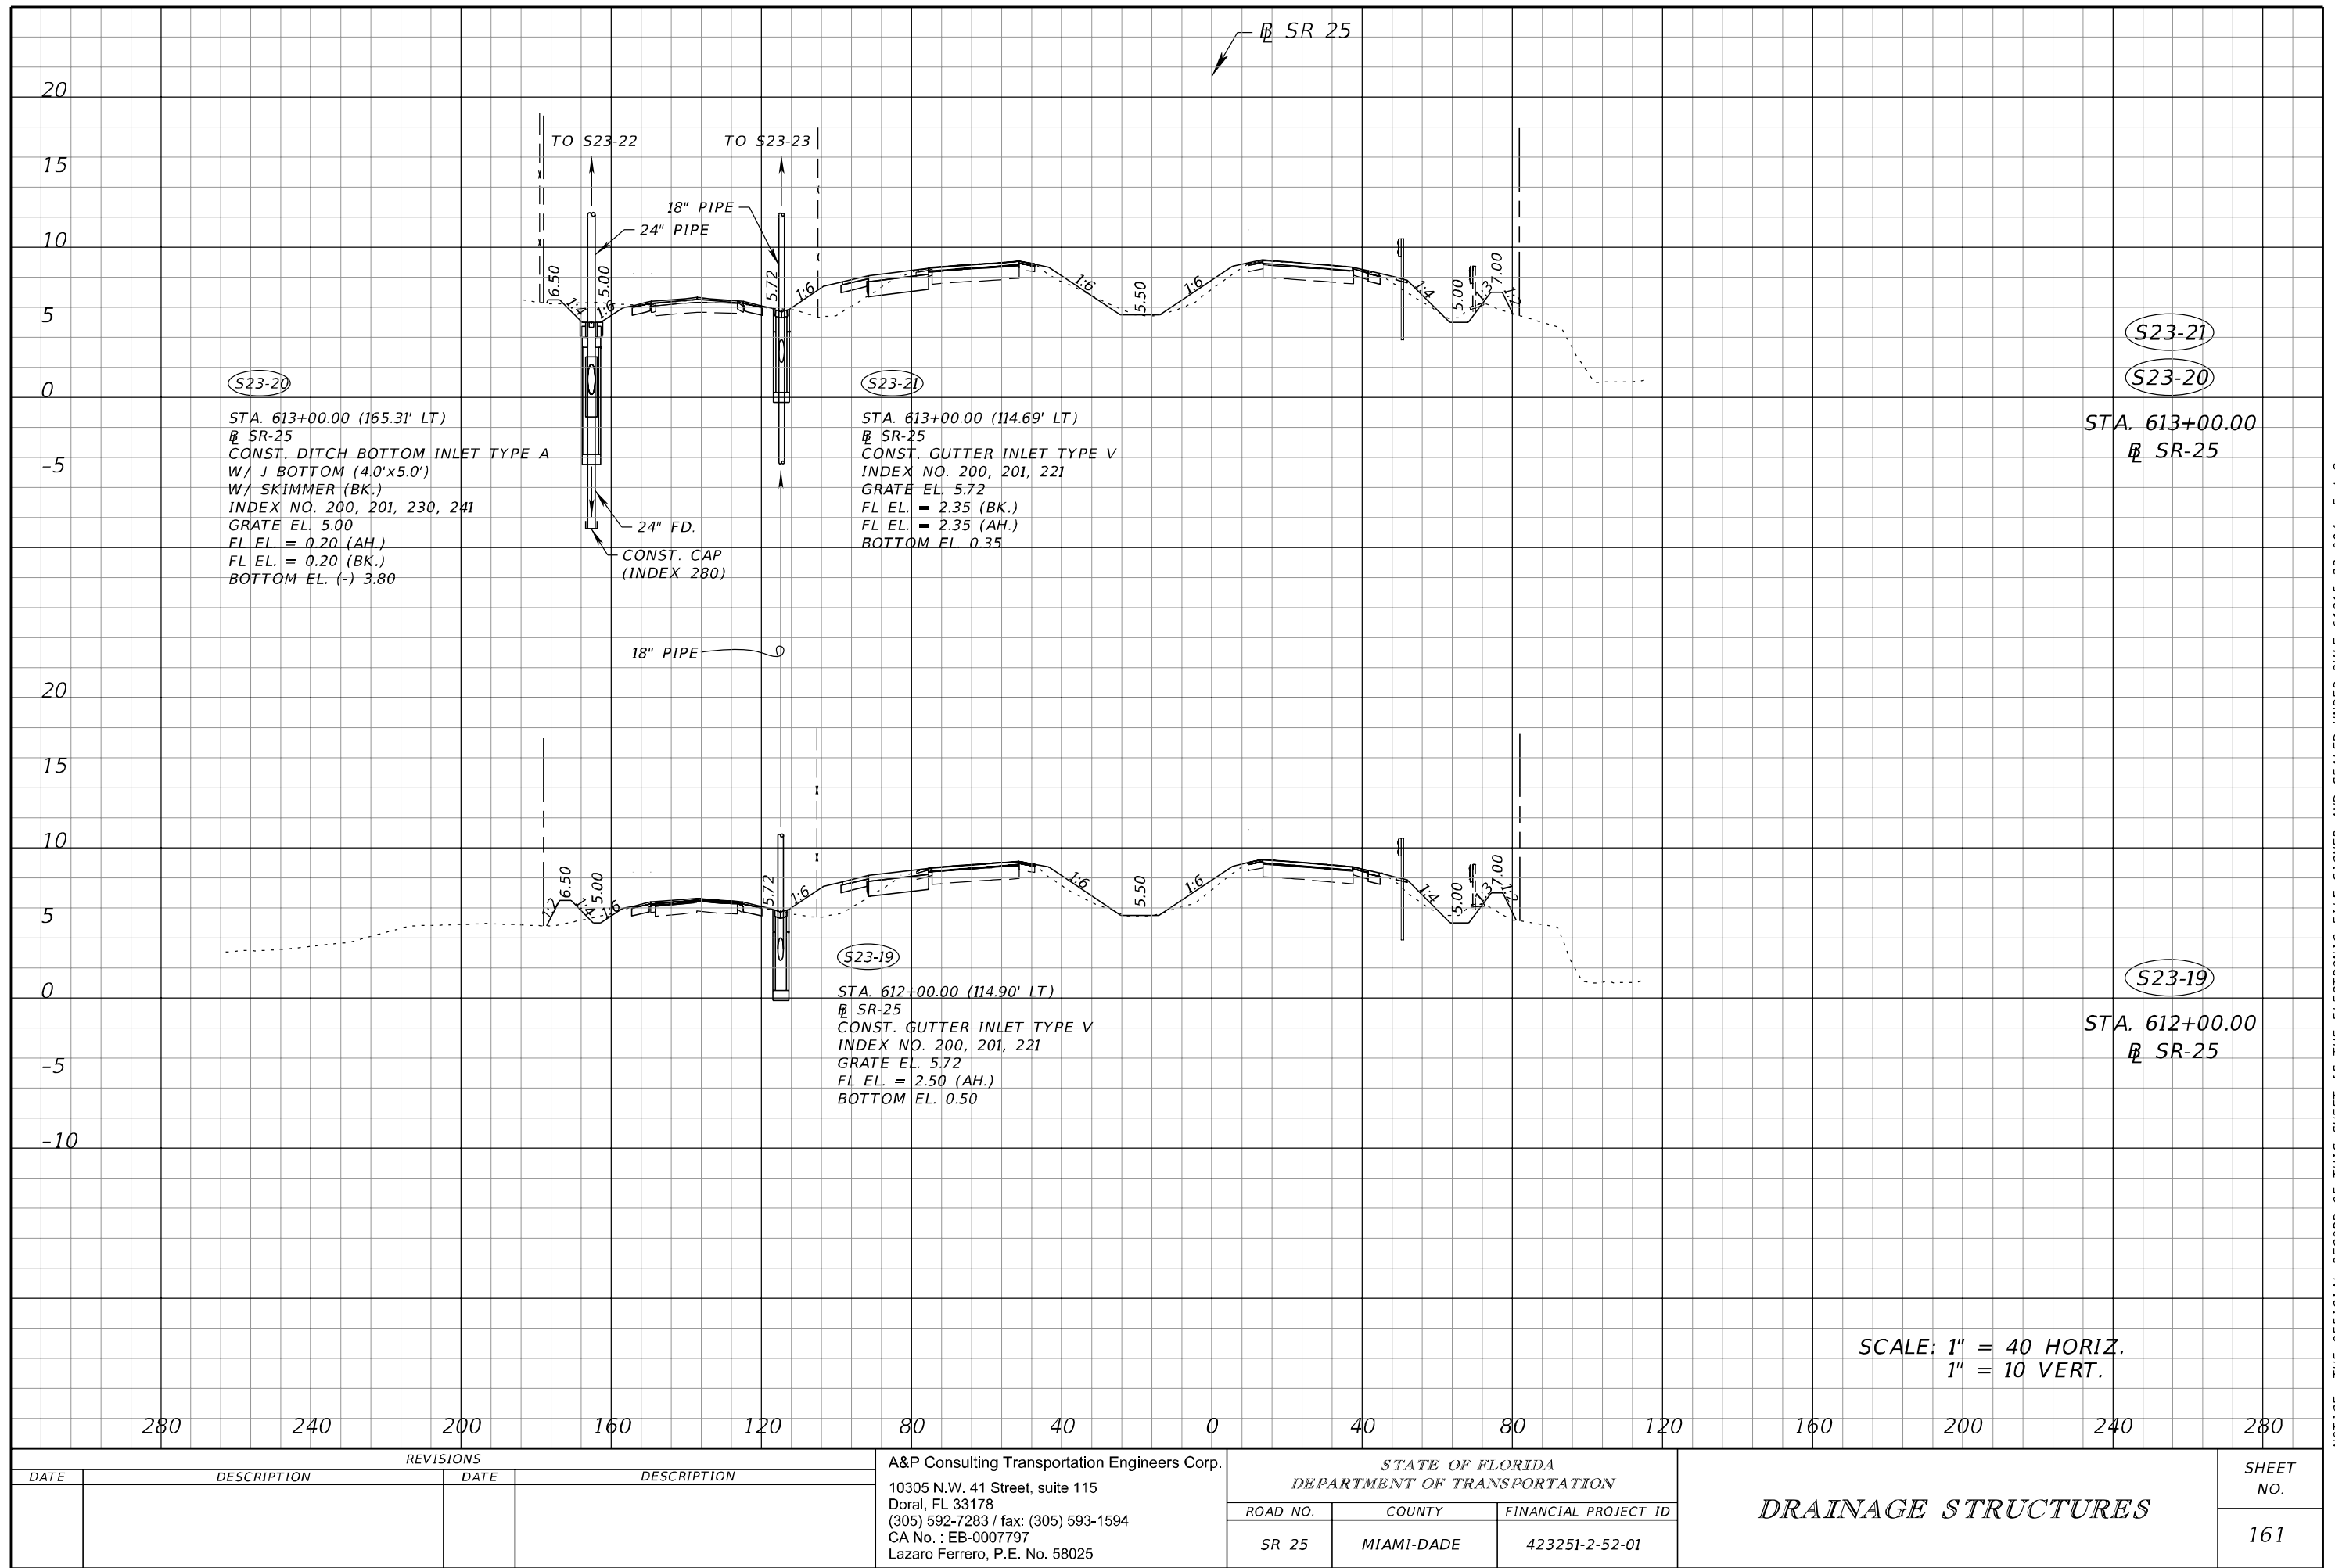 ℄ SR 25
20
15
10
5
0
-5
TO S23-22
TO S23-23
18" PIPE
24" PIPE
6.50
5.00
1:4
1:6
5.72
1:6
1:6
5.50
1:6
1:4
5.00
1:3
7.00
1:2
S23-20
STA. 613+00.00 (165.31' LT)
BL SR-25
CONST. DITCH BOTTOM INLET TYPE A
W/ J BOTTOM (4.0'x5.0')
W/ SKIMMER (BK.)
INDEX NO. 200, 201, 230, 241
GRATE EL. 5.00
FL EL. = 0.20 (AH.)
FL EL. = 0.20 (BK.)
BOTTOM EL. (-) 3.80
24" FD.
CONST. CAP
(INDEX 280)
18" PIPE
S23-21
STA. 613+00.00 (114.69' LT)
BL SR-25
CONST. GUTTER INLET TYPE V
INDEX NO. 200, 201, 221
GRATE EL. 5.72
FL EL. = 2.35 (BK.)
FL EL. = 2.35 (AH.)
BOTTOM EL. 0.35
S23-21
S23-20
STA. 613+00.00
BL SR-25
20
15
10
5
0
-5
-10
1:2
6.50
1:4
5.00
1:6
5.72
1:6
1:6
5.50
1:6
1:4
5.00
1:3
7.00
1:2
S23-19
STA. 612+00.00 (114.90' LT)
BL SR-25
CONST. GUTTER INLET TYPE V
INDEX NO. 200, 201, 221
GRATE EL. 5.72
FL EL. = 2.50 (AH.)
BOTTOM EL. 0.50
S23-19
STA. 612+00.00
BL SR-25
SCALE: 1" = 40 HORIZ.
1" = 10 VERT.
280 240 200 160 120 80 40 0 40 80 120 160 200 240 280
REVISIONS
DATE DESCRIPTION DATE DESCRIPTION
A&P Consulting Transportation Engineers Corp.
10305 N.W. 41 Street, suite 115
Doral, FL 33178
(305) 592-7283 / fax: (305) 593-1594
CA No. : EB-0007797
Lazaro Ferrero, P.E. No. 58025
STATE OF FLORIDA
DEPARTMENT OF TRANSPORTATION
ROAD NO. COUNTY FINANCIAL PROJECT ID
SR 25 MIAMI-DADE 423251-2-52-01
DRAINAGE STRUCTURES
SHEET
NO.
161